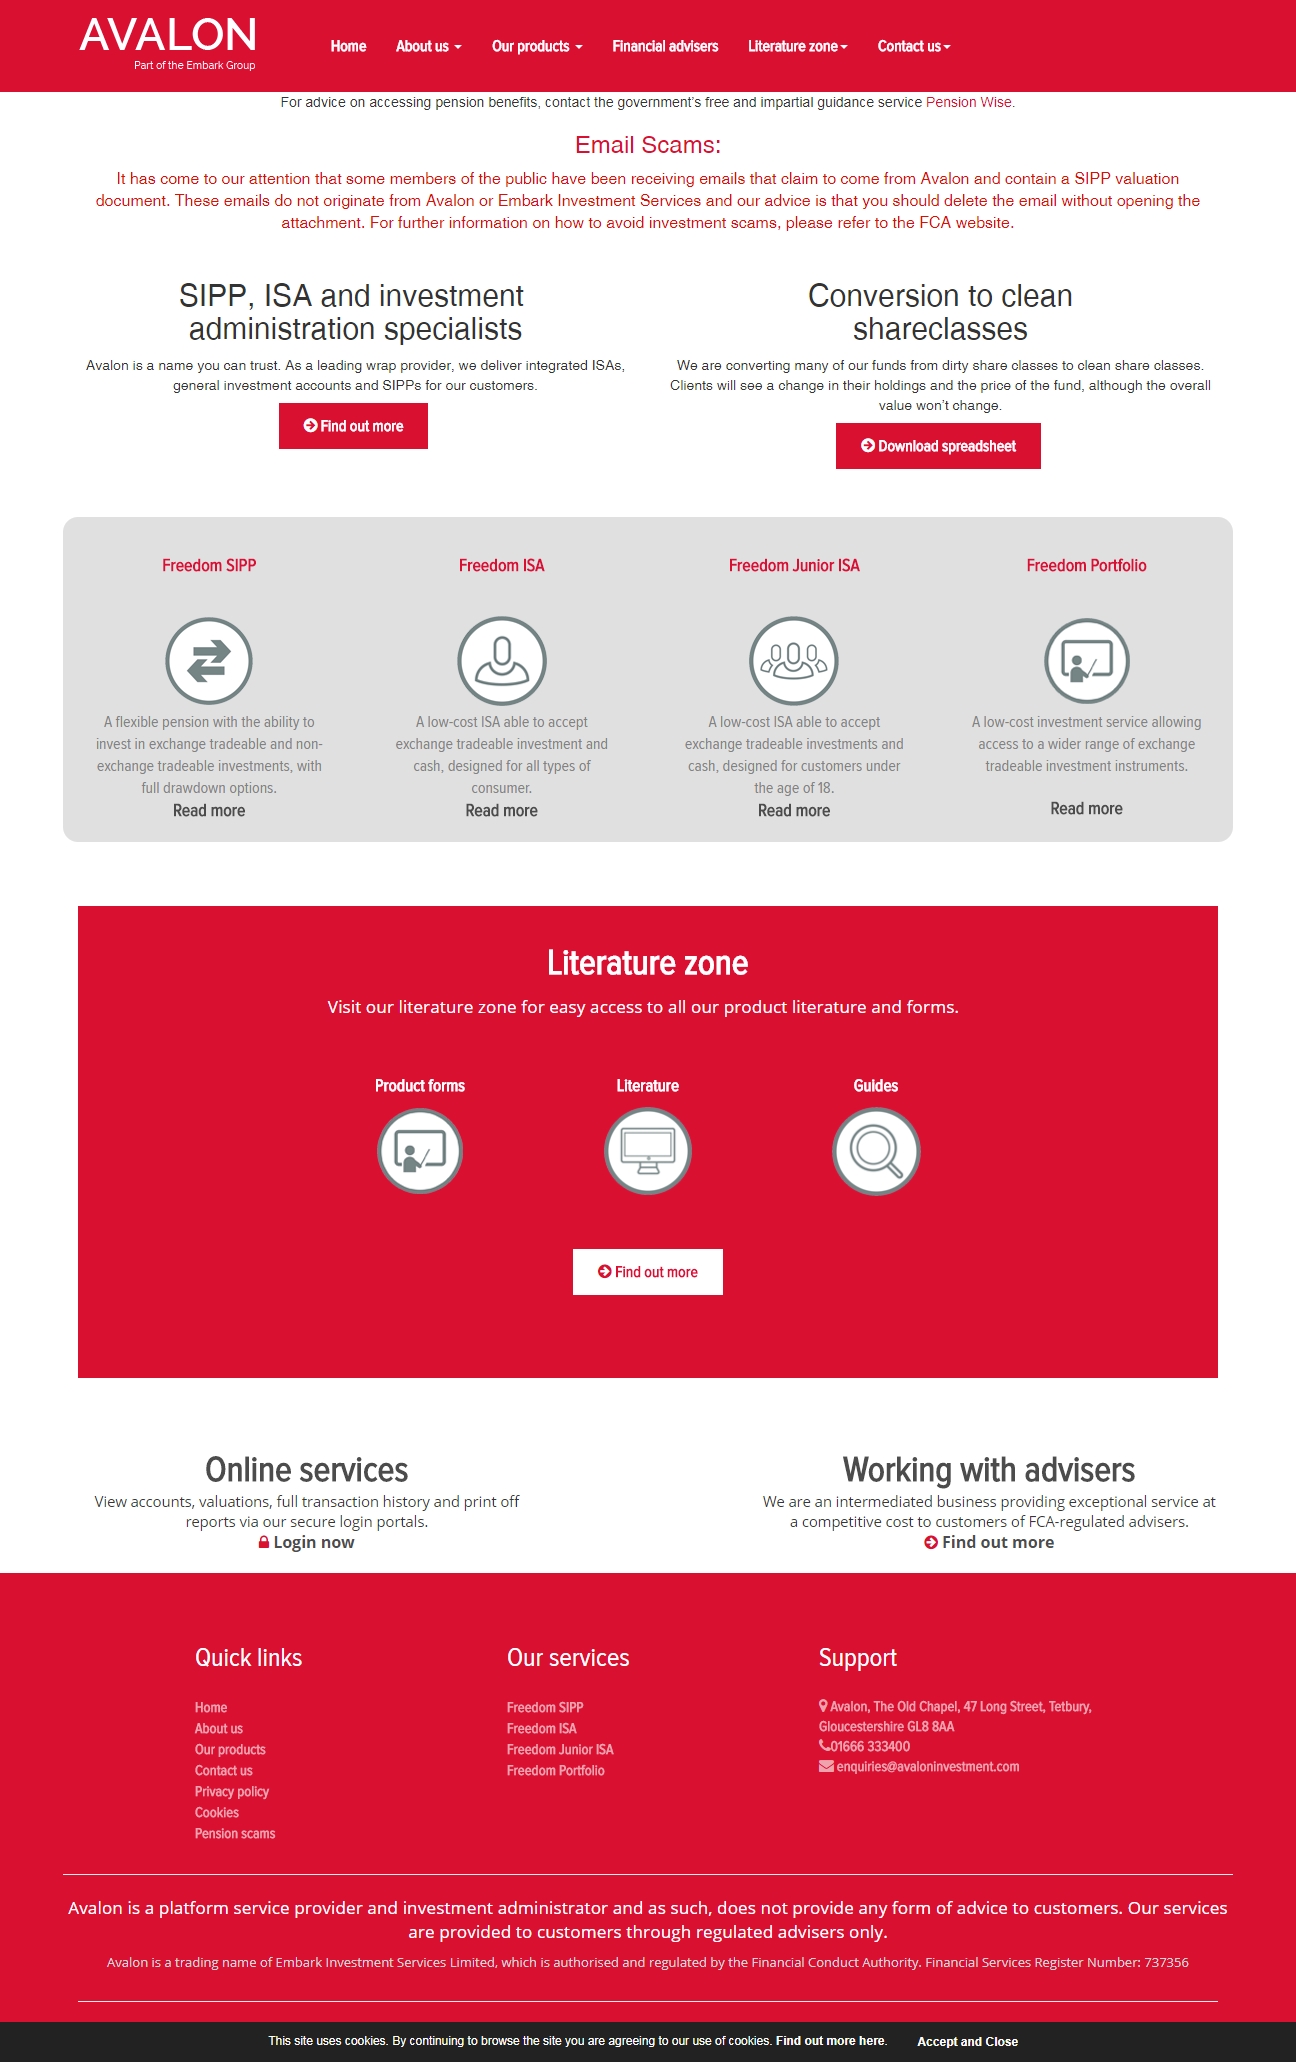 AVALON
Part of the Embark Group
Home
About us
Our products
Financial advisers
Literature zone
Contact us
For advice on accessing pension benefits, contact the government's free and impartial guidance service Pension Wise.
Email Scams:
It has come to our attention that some members of the public have been receiving emails that claim to come from Avalon and contain a SIPP valuation
document. These emails do not originate from Avalon or Embark Investment Services and our advice is that you should delete the email without opening the
attachment. For further information on how to avoid investment scams, please refer to the FCA website.
SIPP, ISA and investment
administration specialists
Avalon is a name you can trust. As a leading wrap provider, we deliver integrated ISAs,
general investment accounts and SIPPs for our customers.
Find out more
Conversion to clean
shareclasses
We are converting many of our funds from dirty share classes to clean share classes.
Clients will see a change in their holdings and the price of the fund, although the overall
value won't change.
Download spreadsheet
Freedom SIPP
A flexible pension with the ability to
invest in exchange tradeable and non-
exchange tradeable investments, with
full drawdown options.
Read more
Freedom ISA
A low-cost ISA able to accept
exchange tradeable investment and
cash, designed for all types of
consumer.
Read more
Freedom Junior ISA
A low-cost ISA able to accept
exchange tradeable investments and
cash, designed for customers under
the age of 18.
Read more
Freedom Portfolio
A low-cost investment service allowing
access to a wider range of exchange
tradeable investment instruments.
Read more
Literature zone
Visit our literature zone for easy access to all our product literature and forms.
Product forms
Literature
Guides
Find out more
Online services
View accounts, valuations, full transaction history and print off
reports via our secure login portals.
Login now
Working with advisers
We are an intermediated business providing exceptional service at
a competitive cost to customers of FCA-regulated advisers.
Find out more
Quick links
Home
About us
Our products
Contact us
Privacy policy
Cookies
Pension scams
Our services
Freedom SIPP
Freedom ISA
Freedom Junior ISA
Freedom Portfolio
Support
Avalon, The Old Chapel, 47 Long Street, Tetbury,
Gloucestershire GL8 8AA
01666 333400
enquiries@avaloninvestment.com
Avalon is a platform service provider and investment administrator and as such, does not provide any form of advice to customers. Our services
are provided to customers through regulated advisers only.
Avalon is a trading name of Embark Investment Services Limited, which is authorised and regulated by the Financial Conduct Authority. Financial Services Register Number: 737356
This site uses cookies. By continuing to browse the site you are agreeing to our use of cookies. Find out more here.
Accept and Close